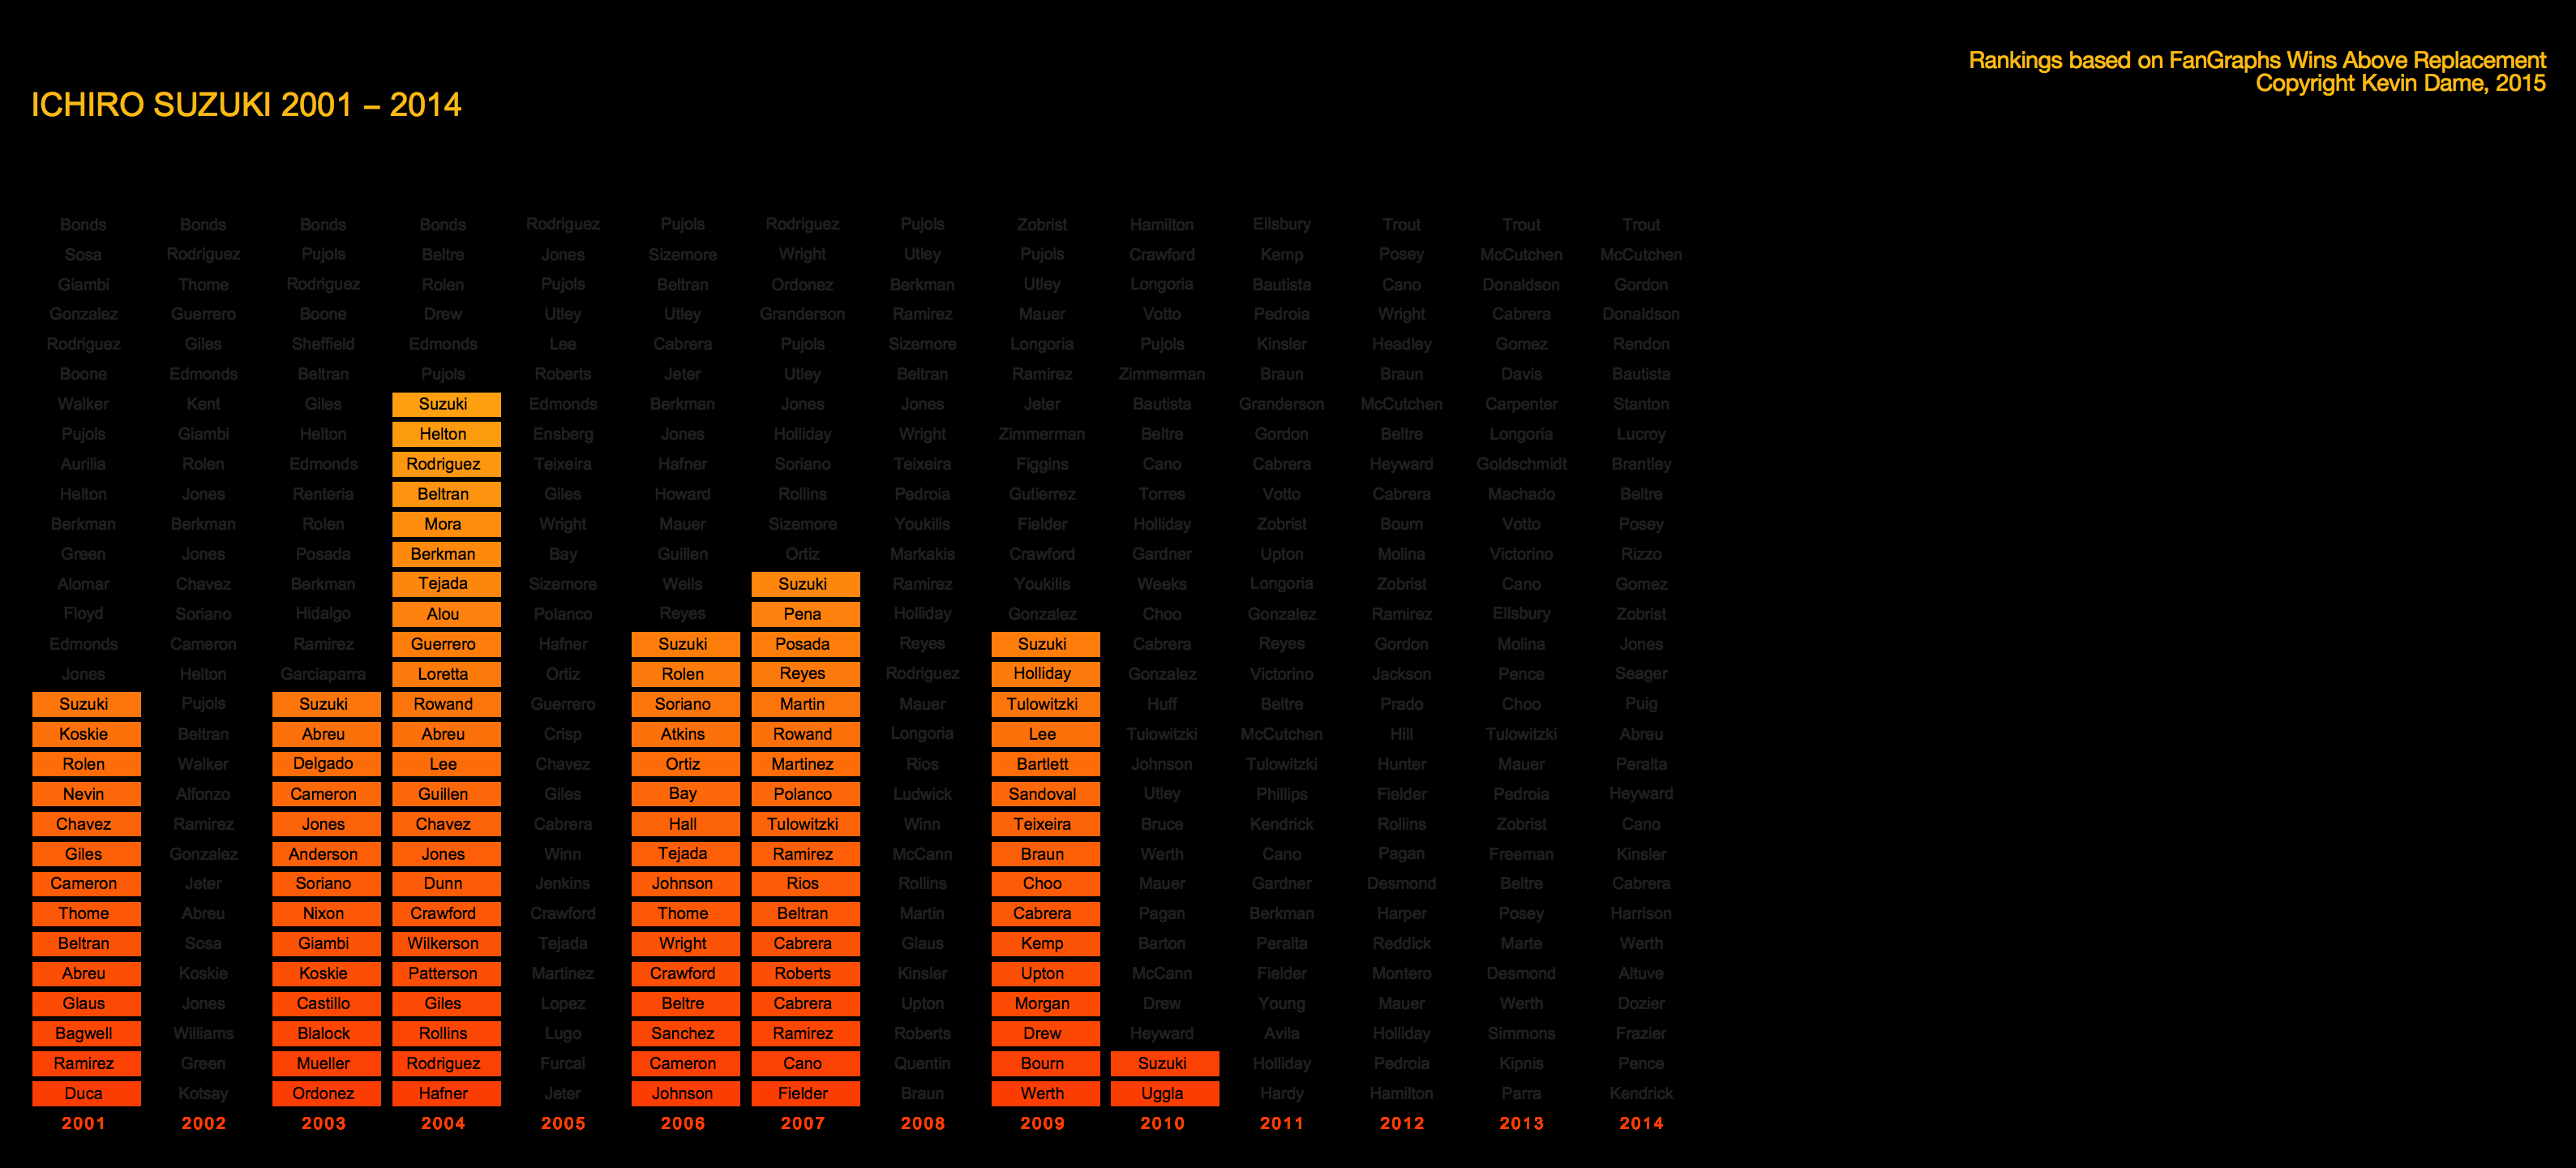 Rankings based on FanGraphs Wins Above Replacement
Copyright Kevin Dame, 2015
ICHIRO SUZUKI 2001 – 2014
Bonds Bonds Bonds Bonds Rodriguez Pujols Rodriguez Pujols Zobrist Hamilton Ellsbury Trout Trout Trout
Sosa Rodriguez Pujols Beltre Jones Sizemore Wright Utley Pujols Crawford Kemp Posey McCutchen McCutchen
Giambi Thome Rodriguez Rolen Pujols Beltran Ordonez Berkman Utley Longoria Bautista Cano Donaldson Gordon
Gonzalez Guerrero Boone Drew Utley Utley Granderson Ramirez Mauer Votto Pedroia Wright Cabrera Donaldson
Rodriguez Giles Sheffield Edmonds Lee Cabrera Pujols Sizemore Longoria Pujols Kinsler Headley Gomez Rendon
Boone Edmonds Beltran Pujols Roberts Jeter Utley Beltran Ramirez Zimmerman Braun Braun Davis Bautista
Walker Kent Giles Suzuki Edmonds Berkman Jones Jones Jeter Bautista Granderson McCutchen Carpenter Stanton
Pujols Giambi Helton Helton Ensberg Jones Holliday Wright Zimmerman Beltre Gordon Beltre Longoria Lucroy
Aurilia Rolen Edmonds Rodriguez Teixeira Hafner Soriano Teixeira Figgins Cano Cabrera Heyward Goldschmidt Brantley
Helton Jones Renteria Beltran Giles Howard Rollins Pedroia Gutierrez Torres Votto Cabrera Machado Beltre
Berkman Berkman Rolen Mora Wright Mauer Sizemore Youkilis Fielder Holliday Zobrist Bourn Votto Posey
Green Jones Posada Berkman Bay Guillen Ortiz Markakis Crawford Gardner Upton Molina Victorino Rizzo
Alomar Chavez Berkman Tejada Sizemore Wells Suzuki Ramirez Youkilis Weeks Longoria Zobrist Cano Gomez
Floyd Soriano Hidalgo Alou Polanco Reyes Pena Holliday Gonzalez Choo Gonzalez Ramirez Ellsbury Zobrist
Edmonds Cameron Ramirez Guerrero Hafner Suzuki Posada Reyes Suzuki Cabrera Reyes Gordon Molina Jones
Jones Helton Garciaparra Loretta Ortiz Rolen Reyes Rodriguez Holliday Gonzalez Victorino Jackson Pence Seager
Suzuki Pujols Suzuki Rowand Guerrero Soriano Martin Mauer Tulowitzki Huff Beltre Prado Choo Puig
Koskie Beltran Abreu Abreu Crisp Atkins Rowand Longoria Lee Tulowitzki McCutchen Hill Tulowitzki Abreu
Rolen Walker Delgado Lee Chavez Ortiz Martinez Rios Bartlett Johnson Tulowitzki Hunter Mauer Peralta
Nevin Alfonzo Cameron Guillen Giles Bay Polanco Ludwick Sandoval Utley Phillips Fielder Pedroia Heyward
Chavez Ramirez Jones Chavez Cabrera Hall Tulowitzki Winn Teixeira Bruce Kendrick Rollins Zobrist Cano
Giles Gonzalez Anderson Jones Winn Tejada Ramirez McCann Braun Werth Cano Pagan Freeman Kinsler
Cameron Jeter Soriano Dunn Jenkins Johnson Rios Rollins Choo Mauer Gardner Desmond Beltre Cabrera
Thome Abreu Nixon Crawford Crawford Thome Beltran Martin Cabrera Pagan Berkman Harper Posey Harrison
Beltran Sosa Giambi Wilkerson Tejada Wright Cabrera Glaus Kemp Barton Peralta Reddick Marte Werth
Abreu Koskie Koskie Patterson Martinez Crawford Roberts Kinsler Upton McCann Fielder Montero Desmond Altuve
Glaus Jones Castillo Giles Lopez Beltre Cabrera Upton Morgan Drew Young Mauer Werth Dozier
Bagwell Williams Blalock Rollins Lugo Sanchez Ramirez Roberts Drew Heyward Avila Holliday Simmons Frazier
Ramirez Green Mueller Rodriguez Furcal Cameron Cano Quentin Bourn Suzuki Holliday Pedroia Kipnis Pence
Duca Kotsay Ordonez Hafner Jeter Johnson Fielder Braun Werth Uggla Hardy Hamilton Parra Kendrick
2001 2002 2003 2004 2005 2006 2007 2008 2009 2010 2011 2012 2013 2014